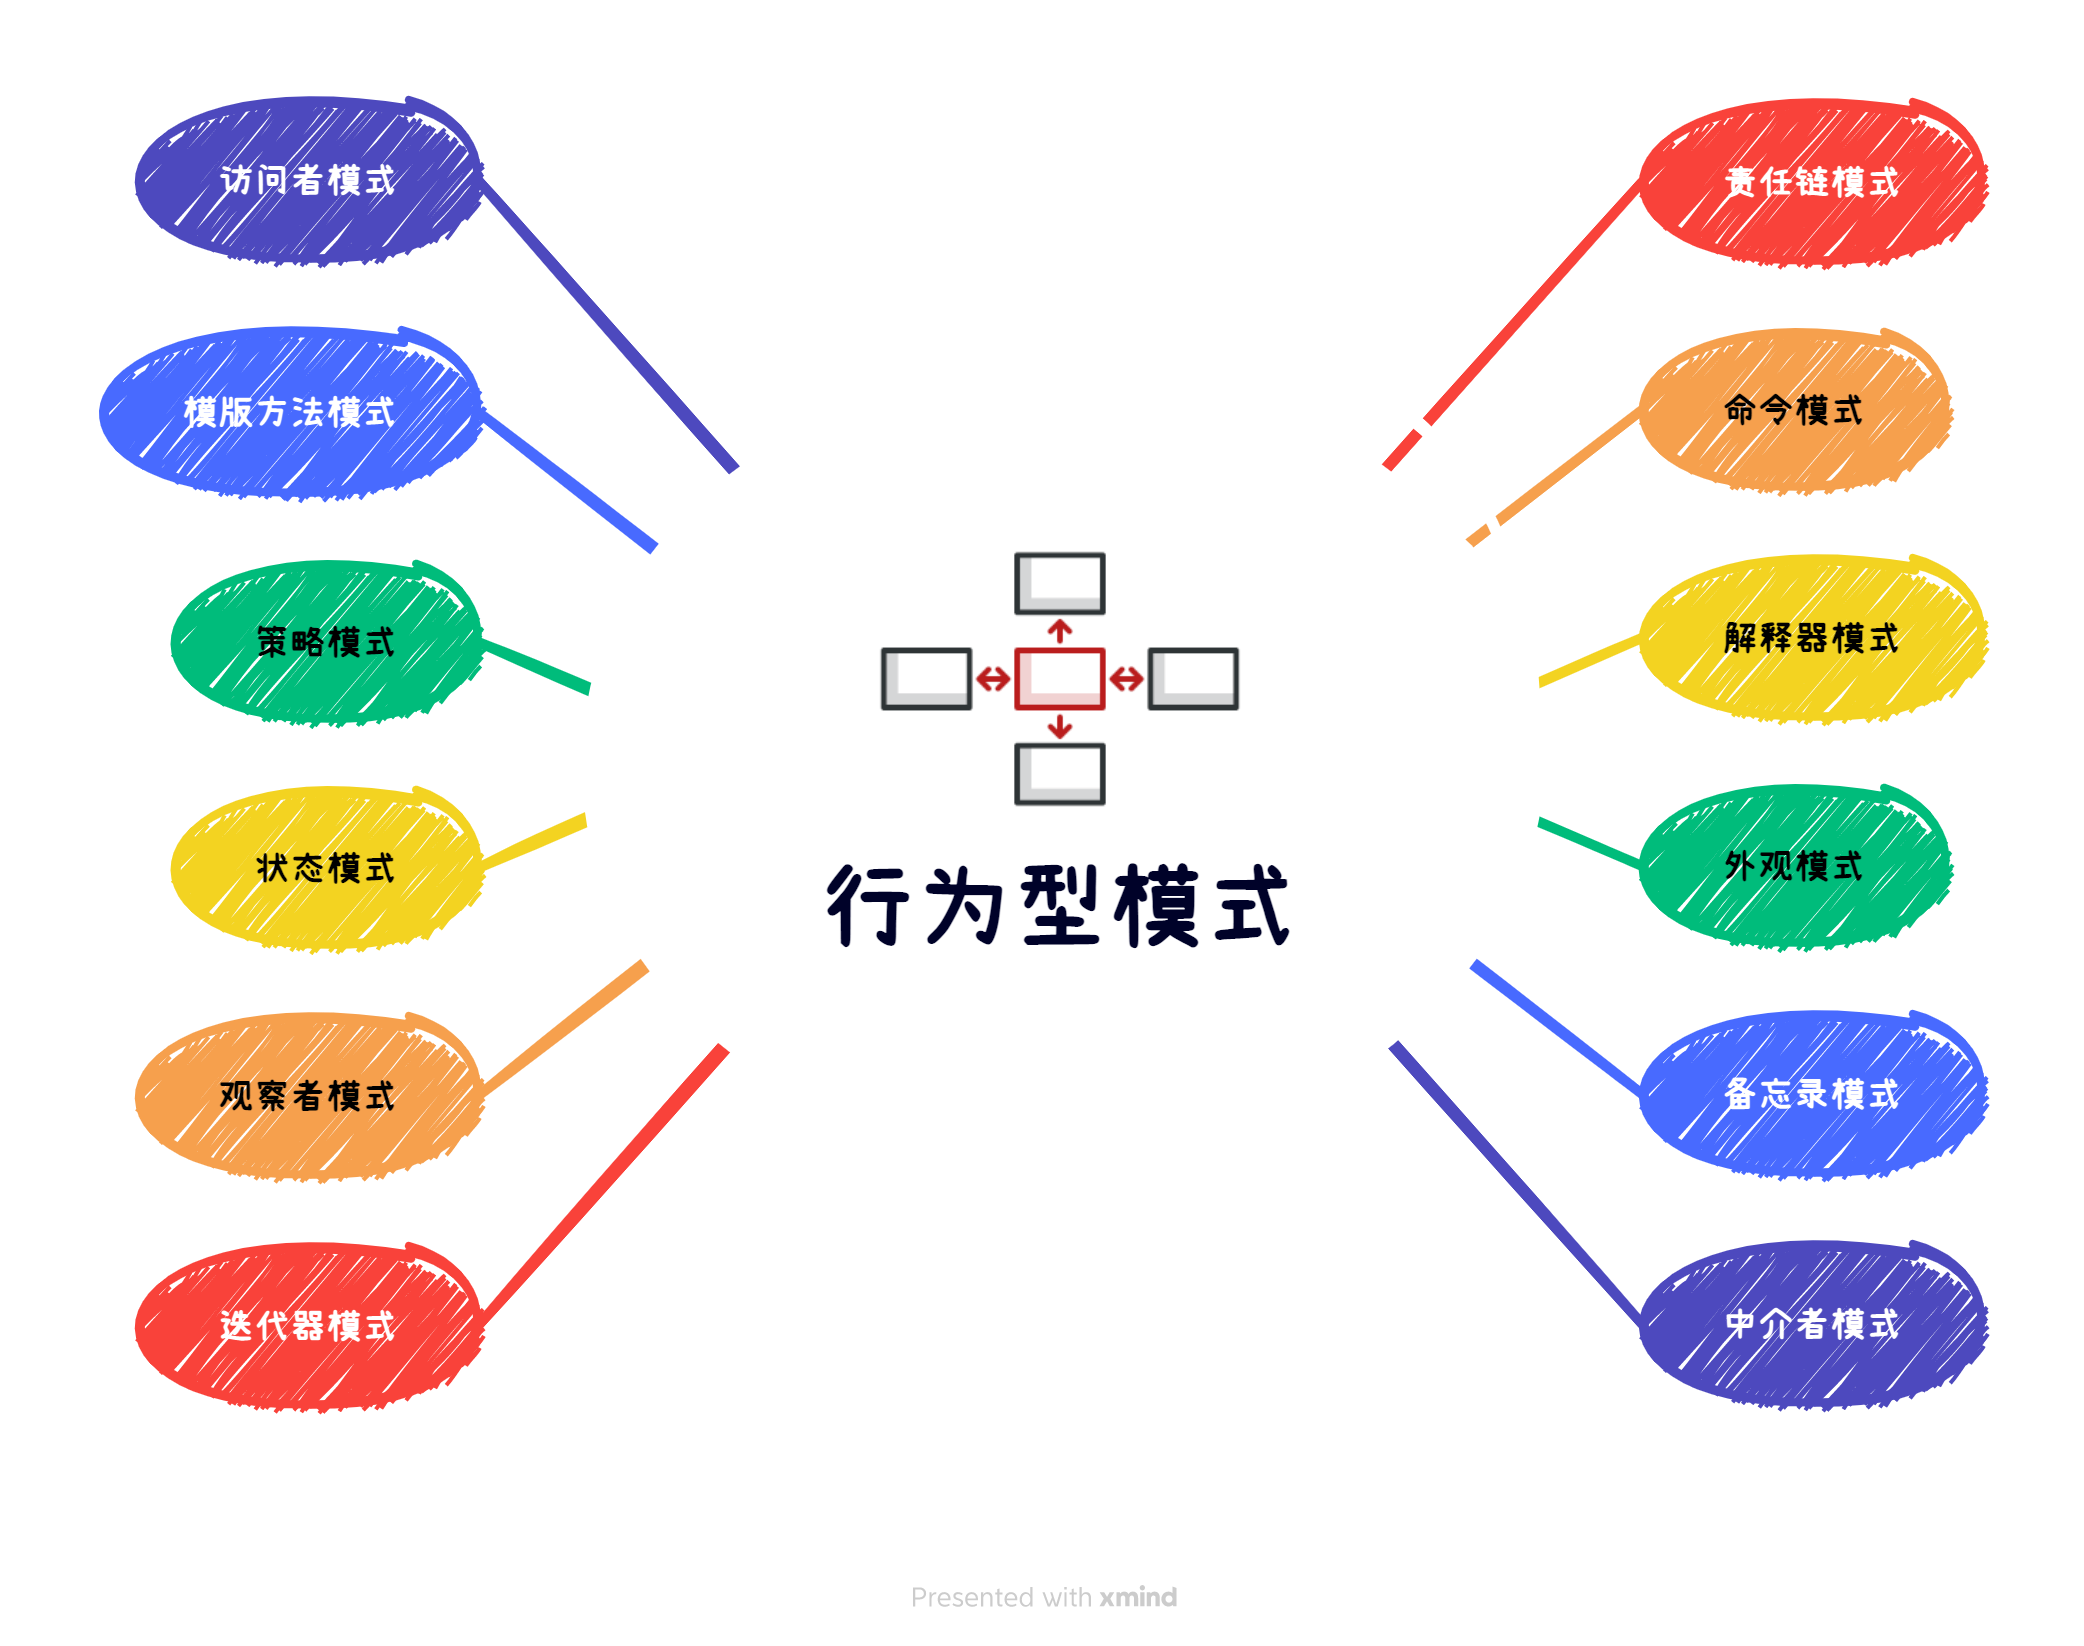 访问者模式
模版方法模式
策略模式
状态模式
观察者模式
迭代器模式
行为型模式
责任链模式
命令模式
解释器模式
外观模式
备忘录模式
中介者模式
Presented with xmind